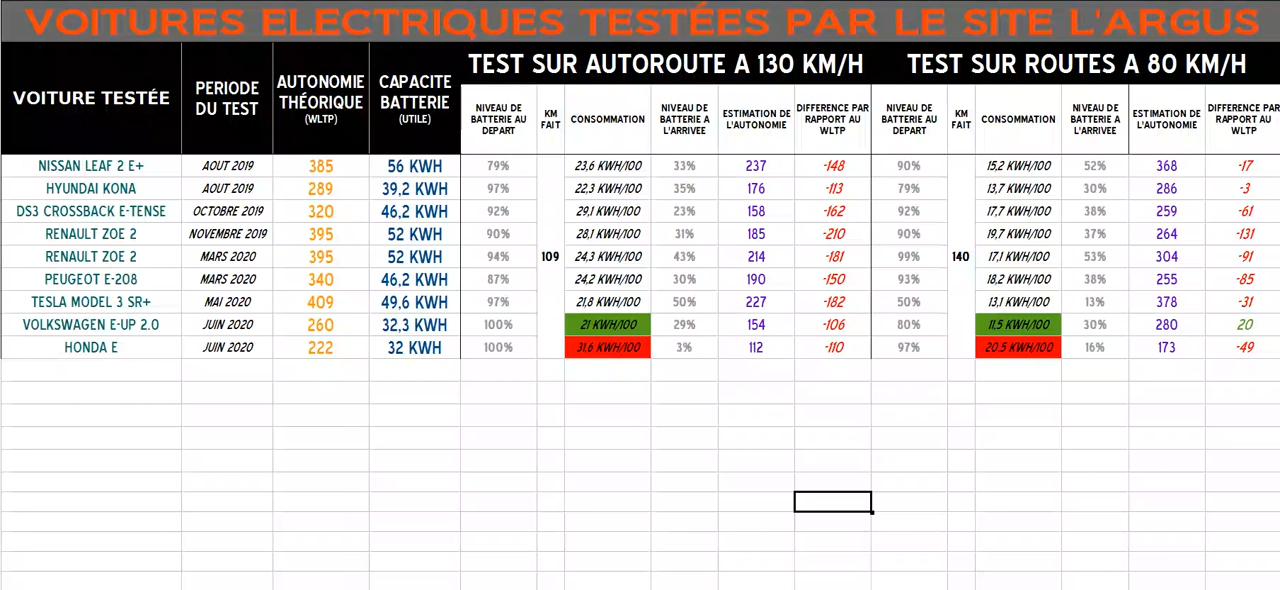 VOITURES ELECTRIQUES TESTÉES PAR LE SITE L'ARGUS
VOITURE TESTÉE
PERIODE
DU TEST
AUTONOMIE
THÉORIQUE
(WLTP)
CAPACITE
BATTERIE
(UTILE)
TEST SUR AUTOROUTE A 130 KM/H
TEST SUR ROUTES A 80 KM/H
NIVEAU DE
BATTERIE AU
DEPART
KM
FAIT
CONSOMMATION
NIVEAU DE
BATTERIE A
L'ARRIVEE
ESTIMATION DE
L'AUTONOMIE
DIFFERENCE PAR
RAPPORT AU
WLTP
NIVEAU DE
BATTERIE AU
DEPART
KM
FAIT
CONSOMMATION
NIVEAU DE
BATTERIE A
L'ARRIVEE
ESTIMATION DE
L'AUTONOMIE
DIFFERENCE PAR
RAPPORT AU
WLTP
NISSAN LEAF 2 E+ AOUT 2019 385 56 KWH 79% 23,6 KWH/100 33% 237 -148 90% 15,2 KWH/100 52% 368 -17
HYUNDAI KONA AOUT 2019 289 39,2 KWH 97% 22,3 KWH/100 35% 176 -113 79% 13,7 KWH/100 30% 286 -3
DS3 CROSSBACK E-TENSE OCTOBRE 2019 320 46,2 KWH 92% 29,1 KWH/100 23% 158 -162 92% 17,7 KWH/100 38% 259 -61
RENAULT ZOE 2 NOVEMBRE 2019 395 52 KWH 90% 28,1 KWH/100 31% 185 -210 90% 19,7 KWH/100 37% 264 -131
RENAULT ZOE 2 MARS 2020 395 52 KWH 94% 109 24,3 KWH/100 43% 214 -181 99% 140 17,1 KWH/100 53% 304 -91
PEUGEOT E-208 MARS 2020 340 46,2 KWH 87% 24,2 KWH/100 30% 190 -150 93% 18,2 KWH/100 38% 255 -85
TESLA MODEL 3 SR+ MAI 2020 409 49,6 KWH 97% 21,8 KWH/100 50% 227 -182 50% 13,1 KWH/100 13% 378 -31
VOLKSWAGEN E-UP 2.0 JUIN 2020 260 32,3 KWH 100% 21 KWH/100 29% 154 -106 80% 11,5 KWH/100 30% 280 20
HONDA E JUIN 2020 222 32 KWH 100% 31,6 KWH/100 3% 112 -110 97% 20,5 KWH/100 16% 173 -49